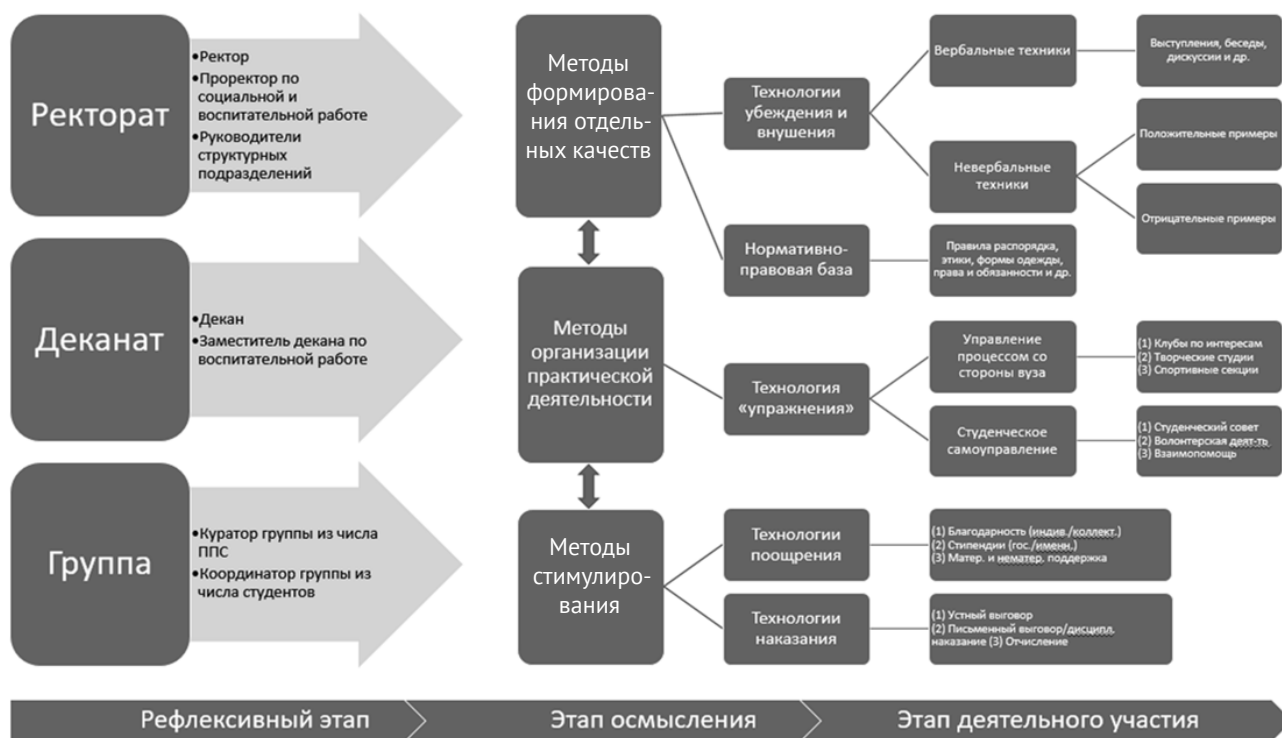 Ректорат
•Ректор
•Проректор по
социальной и
воспитательной работе
•Руководители
структурных
подразделений
Деканат
•Декан
•Заместитель декана по
воспитательной работе
Группа
•Куратор группы из числа
ППС
•Координатор группы из
числа студентов
Методы
формирова-
ния отдель-
ных качеств
Технологии
убеждения и
внушения
Вербальные техники
Выступления, беседы,
дискуссии и др.
Невербальные
техники
Положительные примеры
Отрицательные примеры
Нормативно-
правовая база
Правила распорядка,
этики, формы одежды,
права и обязанности и др.
Методы
организации
практической
деятельности
Технология
«упражнения»
Управление
процессом со
стороны вуза
(1) Клубы по интересам
(2) Творческие студии
(3) Спортивные секции
Студенческое
самоуправление
(1) Студенческий совет
(2) Волонтерская деят-ть
(3) Взаимопомощь
Методы
стимулиро-
вания
Технологии
поощрения
(1) Благодарность (индив./коллект.)
(2) Стипендии (гос./именн.)
(3) Матер. и нематер. поддержка
Технологии
наказания
(1) Устный выговор
(2) Письменный выговор/дисципл.
наказание (3) Отчисление
Рефлексивный этап
Этап осмысления
Этап деятельного участия